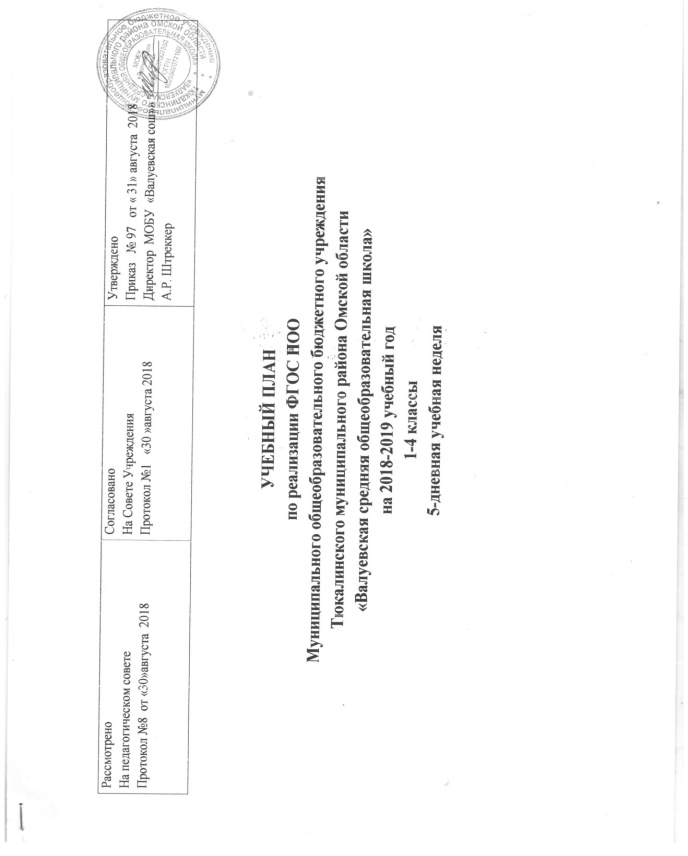 Рассмотрено
На педагогическом совете
Протокол №8 от «30»августа 2018
Согласовано
На Совете Учреждения
Протокол №1 «30 »августа 2018
Утверждено
Приказ № 97 от « 31» августа 2018
Директор МОБУ «Валуевская сош»
А.Р. Штреккер
УЧЕБНЫЙ ПЛАН
по реализации ФГОС НОО
Муниципального общеобразовательного бюджетного учреждения
Тюкалинского муниципального района Омской области
«Валуевская средняя общеобразовательная школа»
на 2018-2019 учебный год
1-4 классы
5-дневная учебная неделя